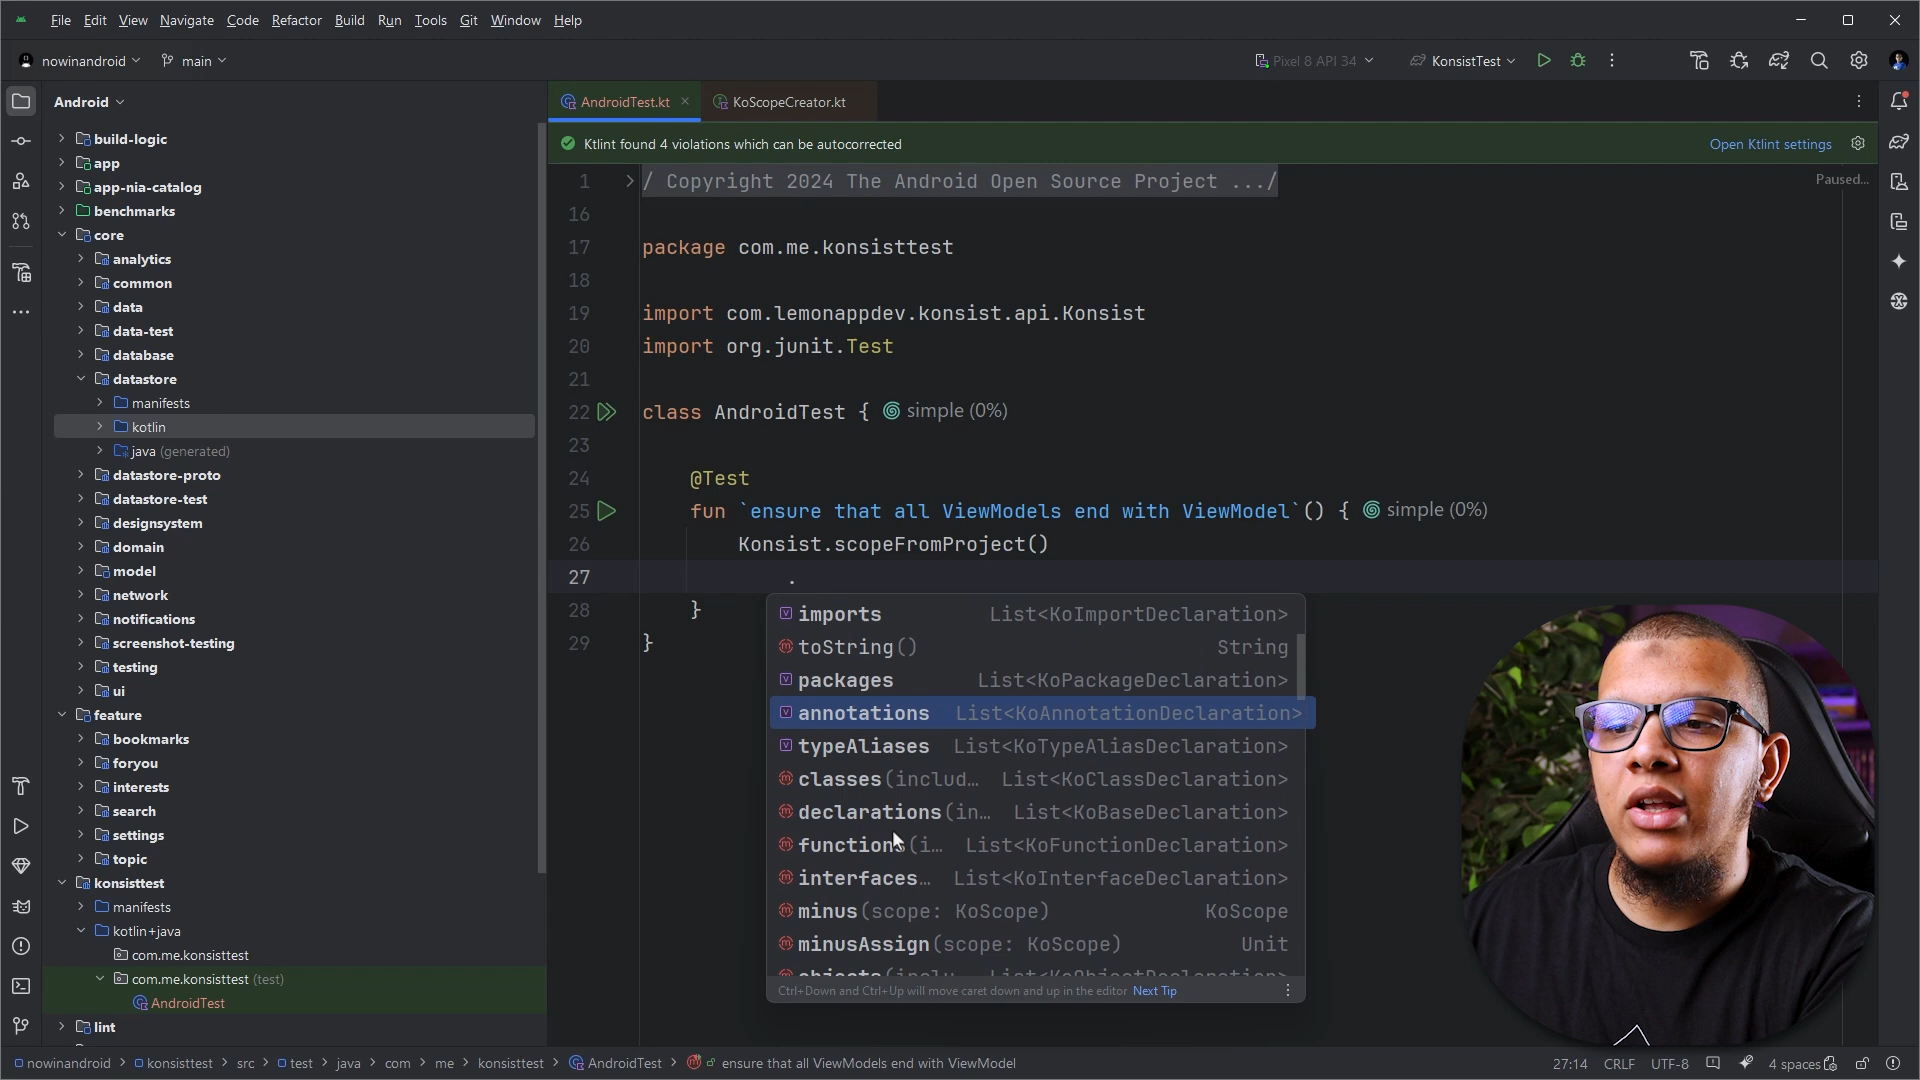 File Edit View Navigate Code Refactor Build Run Tools Git Window Help
nowinandroid main Pixel 8 API 34 KonsistTest
Android
build-logic
app
app-nia-catalog
benchmarks
core
analytics
common
data
data-test
database
datastore
manifests
kotlin
java (generated)
datastore-proto
datastore-test
designsystem
domain
model
network
notifications
screenshot-testing
testing
ui
feature
bookmarks
foryou
interests
search
settings
topic
konsisttest
manifests
kotlin+java
com.me.konsisttest
com.me.konsisttest (test)
AndroidTest
lint
AndroidTest.kt KoScopeCreator.kt
Ktlint found 4 violations which can be autocorrected Open Ktlint settings
Paused...
1 / Copyright 2024 The Android Open Source Project .../
16
17 package com.me.konsisttest
18
19 import com.lemonappdev.konsist.api.Konsist
20 import org.junit.Test
21
22 class AndroidTest { simple (0%)
23
24 @Test
25 fun `ensure that all ViewModels end with ViewModel`() { simple (0%)
26 Konsist.scopeFromProject()
27 .
28 }
29 }
imports List<KoImportDeclaration>
toString() String
packages List<KoPackageDeclaration>
annotations List<KoAnnotationDeclaration>
typeAliases List<KoTypeAliasDeclaration>
classes(includ… List<KoClassDeclaration>
declarations(in… List<KoBaseDeclaration>
functions(i… List<KoFunctionDeclaration>
interfaces… List<KoInterfaceDeclaration>
minus(scope: KoScope) KoScope
minusAssign(scope: KoScope) Unit
objects(inclu… List<KoObjectDeclaration>
Ctrl+Down and Ctrl+Up will move caret down and up in the editor Next Tip
nowinandroid konsisttest src test java com me konsisttest AndroidTest ensure that all ViewModels end with ViewModel 27:14 CRLF UTF-8 4 spaces